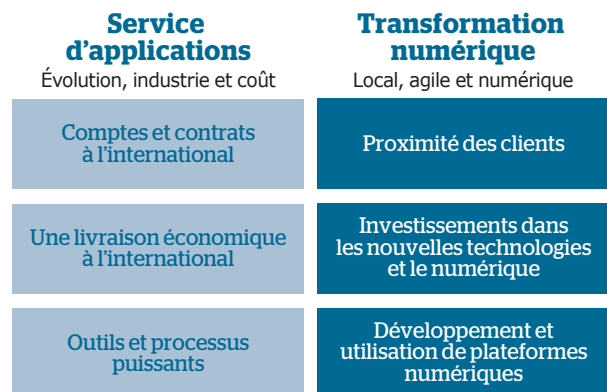 Service
d’applications
Évolution, industrie et coût
Comptes et contrats
à l’international
Une livraison économique
à l’international
Outils et processus
puissants
Transformation
numérique
Local, agile et numérique
Proximité des clients
Investissements dans
les nouvelles technologies
et le numérique
Développement et
utilisation de plateformes
numériques